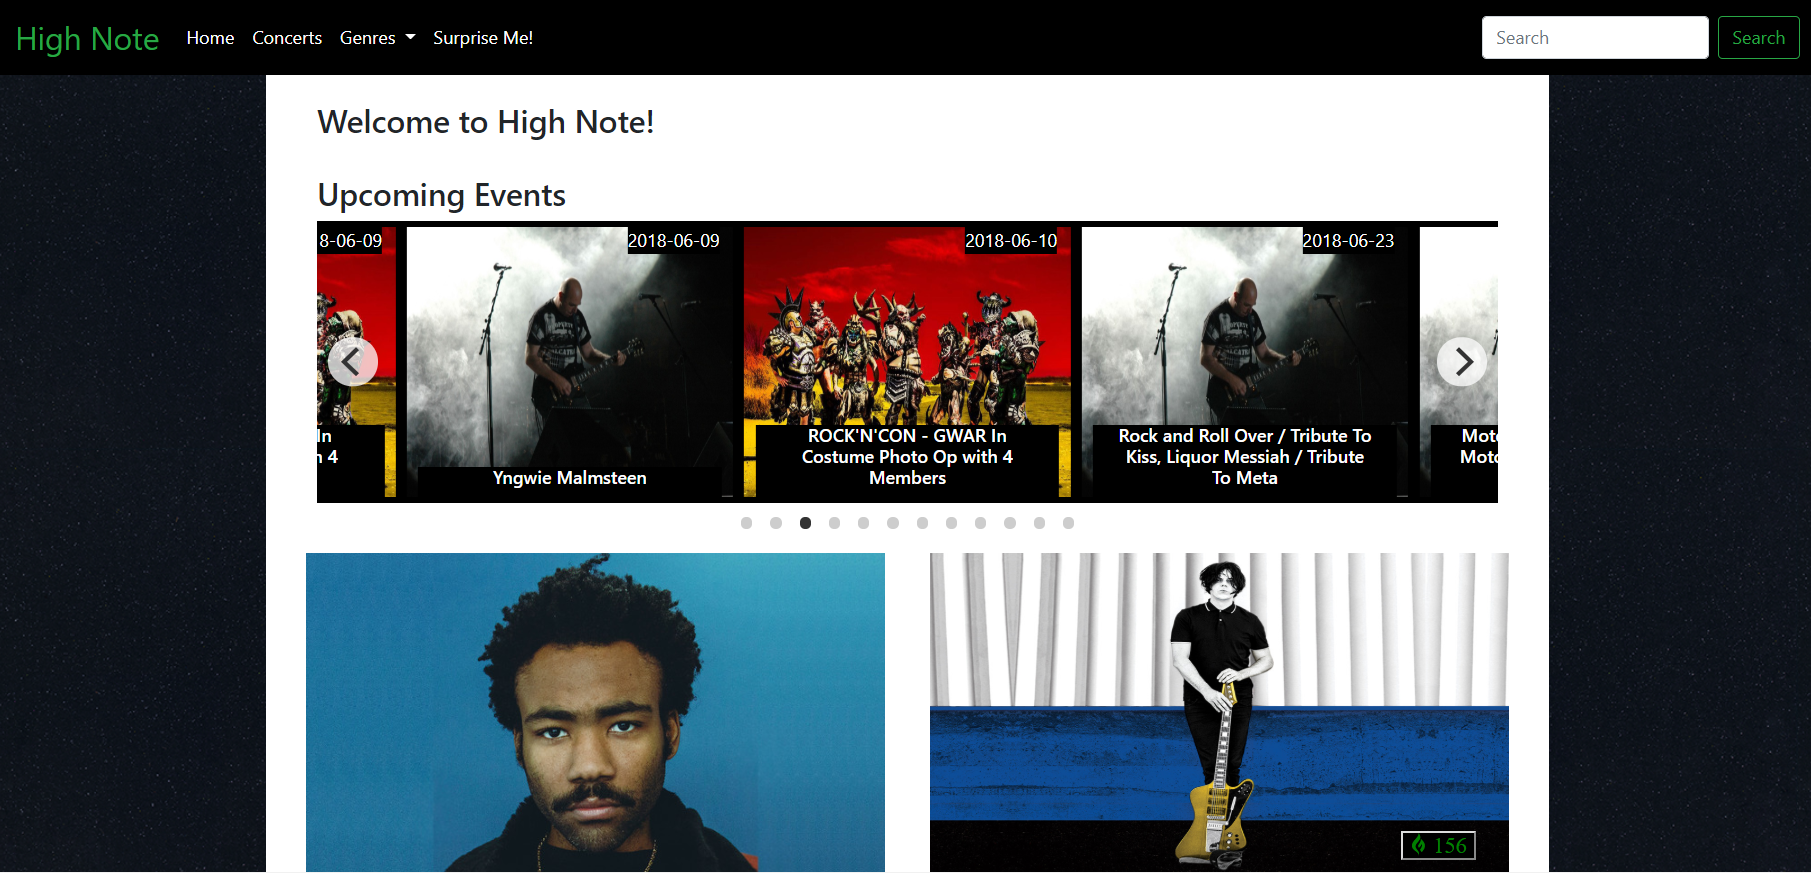 High Note
Home
Concerts
Genres
Surprise Me!
Search
Search
Welcome to High Note!
Upcoming Events
8-06-09
2018-06-09
2018-06-10
2018-06-23
In
4
Yngwie Malmsteen
ROCK'N'CON - GWAR In
Costume Photo Op with 4
Members
Rock and Roll Over / Tribute To
Kiss, Liquor Messiah / Tribute
To Meta
156